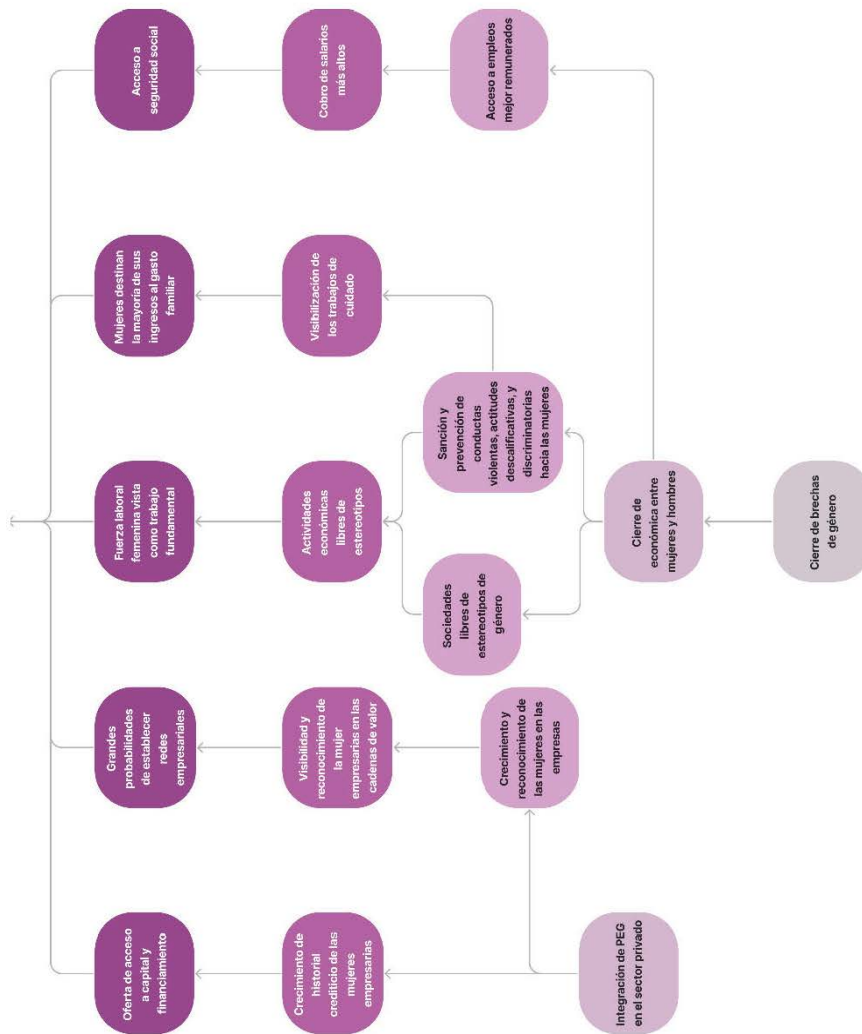 Oferta de acceso
a capital y
financiamiento
Grandes
probabilidades
de establecer
redes
empresariales
Fuerza laboral
femenina vista
como trabajo
fundamental
Mujeres destinan
la mayoría de sus
ingresos al gasto
familiar
Acceso a
seguridad social
Crecimiento de
historial
crediticio de las
mujeres
empresarias
Visibilidad y
reconocimiento de
la mujer
empresarias en las
cadenas de valor
Actividades
económicas
libres de
estereotipos
Visibilización de
los trabajos de
cuidado
Cobro de salarios
más altos
Crecimiento y
reconocimiento de
las mujeres en las
empresas
Sociedades
libres de
estereotipos de
género
Sanción y
prevención de
conductas
violentas, actitudes
descalificativas, y
discriminatorias
hacia las mujeres
Acceso a empleos
mejor remunerados
Integración de PEG
en el sector privado
Cierre de
económica entre
mujeres y hombres
Cierre de brechas
de género